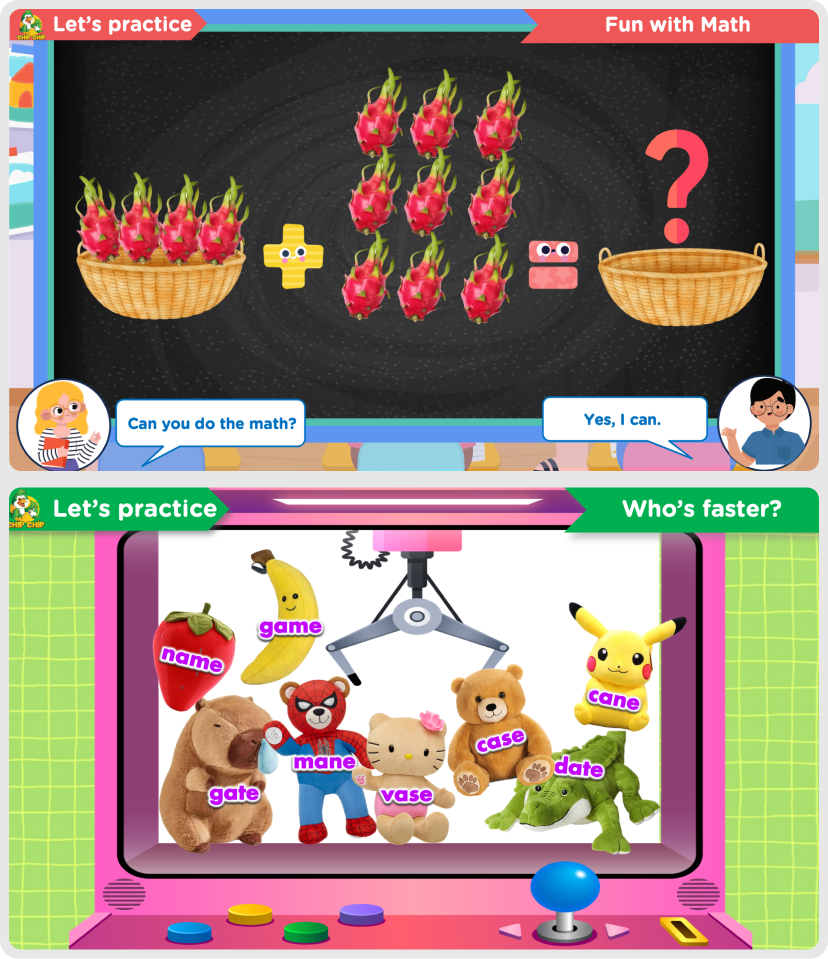 CHIP CHIP
Let's practice
Fun with Math
?
Can you do the math?
Yes, I can.
CHIP CHIP
Let's practice
Who's faster?
game
name
cane
case
mane
date
gate
vase